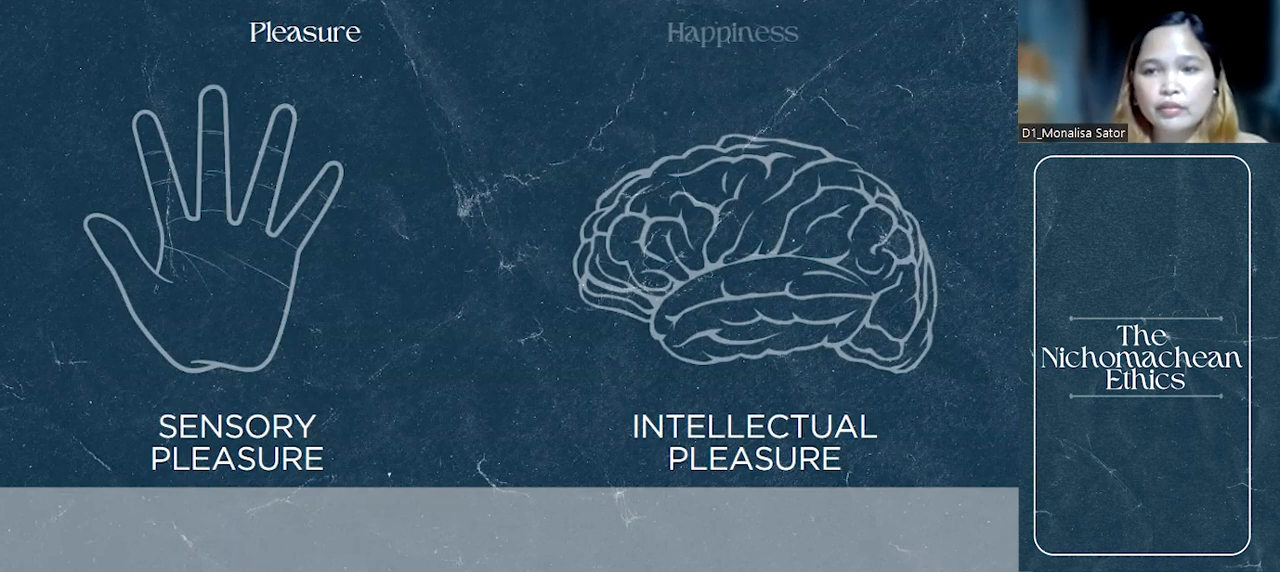 Pleasure
Happiness
SENSORY
PLEASURE
INTELLECTUAL
PLEASURE
D1_Monalisa Sator
The
Nichomachean
Ethics